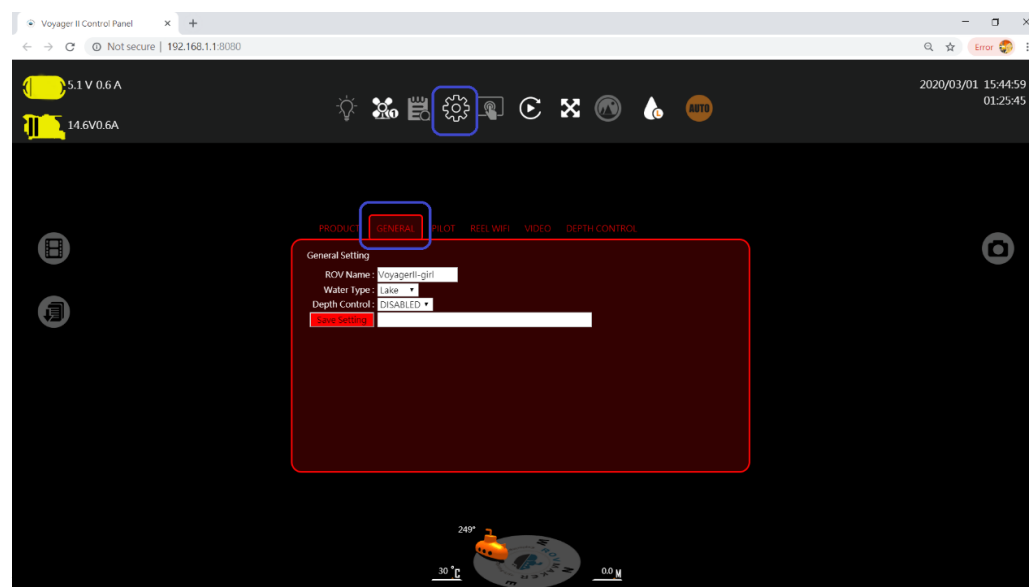 Voyager II Control Panel
Not secure | 192.168.1.1:8080
Error
5.1 V 0.6 A
2020/03/01 15:44:59
01:25:45
14.6V0.6A
AUTO
PRODUCT GENERAL PILOT REEL WIFI VIDEO DEPTH CONTROL
General Setting
ROV Name : VoyagerII-girl
Water Type : Lake
Depth Control : DISABLED
Save Setting
249°
30 °C
0.0 M
N
E